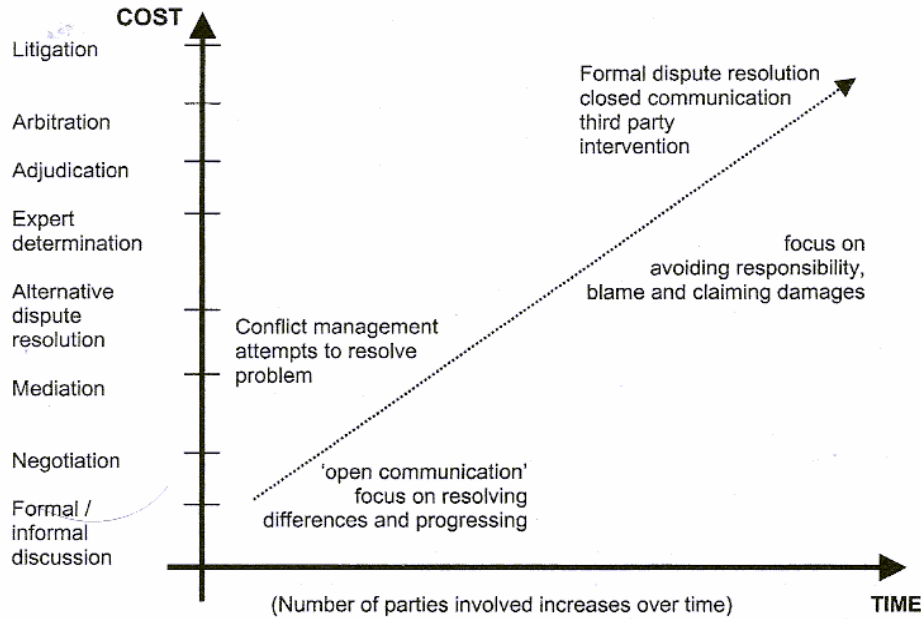 COST
Litigation
Arbitration
Adjudication
Expert
determination
Alternative
dispute
resolution
Mediation
Negotiation
Formal /
informal
discussion
Formal dispute resolution
closed communication
third party
intervention
focus on
avoiding responsibility,
blame and claiming damages
Conflict management
attempts to resolve
problem
'open communication'
focus on resolving
differences and progressing
(Number of parties involved increases over time)
TIME